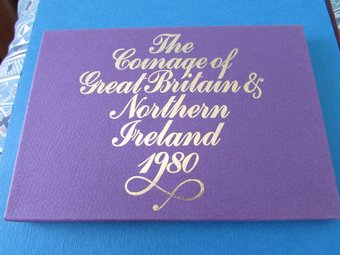 The
Coinage of
Great Britain &
Northern
Ireland
1980